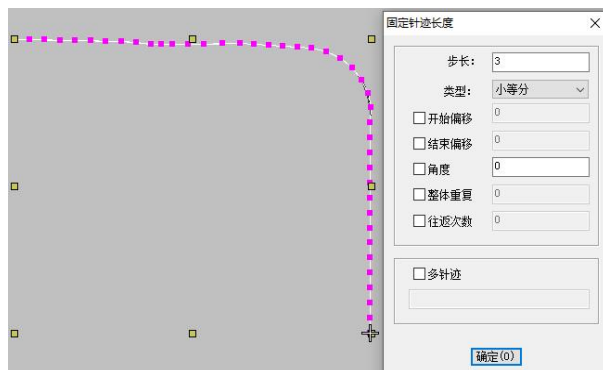 固定针迹长度
步长： 3
类型： 小等分
开始偏移 0
结束偏移 0
角度 0
整体重复 0
往返次数 0
多针迹
确定(O)